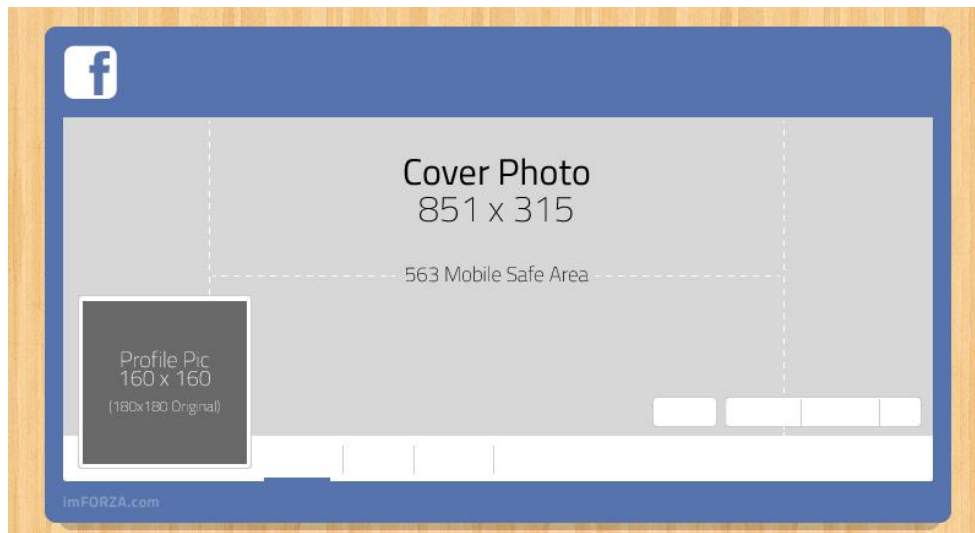 f
Cover Photo
851 x 315
563 Mobile Safe Area
Profile Pic
160 x 160
(180x180 Original)
imFORZA.com